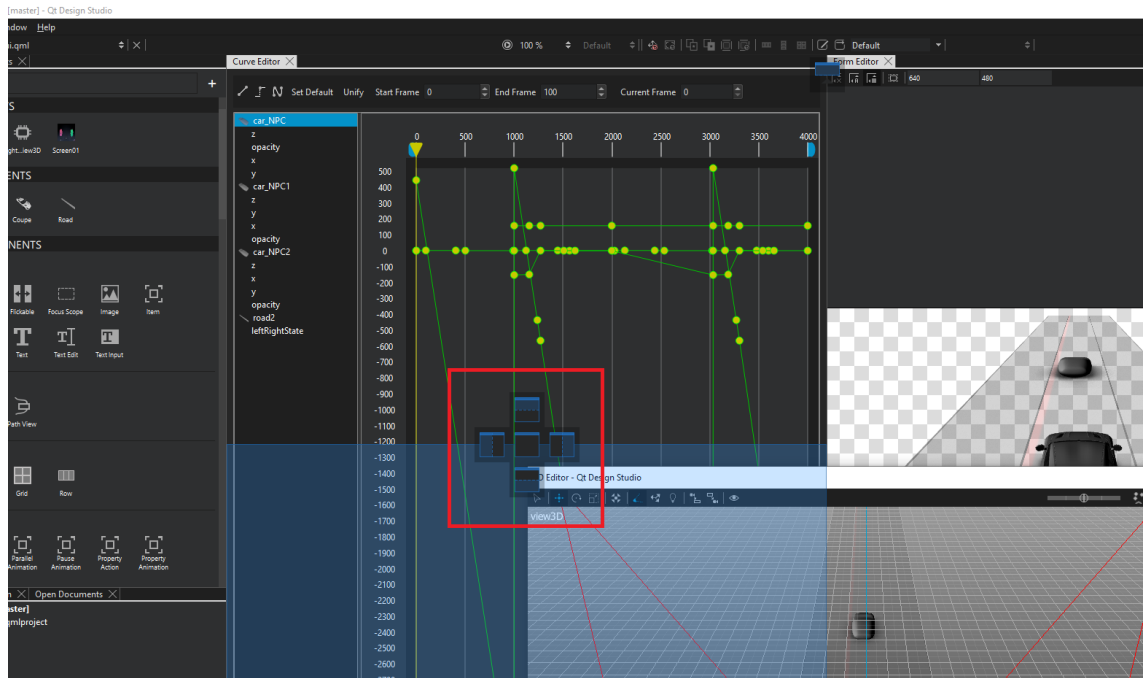 [master] - Qt Design Studio
ndow Help
ui.qml
100 %
Default
Default
ts
Curve Editor
Form Editor
Set Default Unify Start Frame 0 End Frame 100 Current Frame 0
640 480
car_NPC
z
opacity
x
y
car_NPC1
z
y
x
opacity
car_NPC2
z
x
y
opacity
road2
leftRightState
0 500 1000 1500 2000 2500 3000 3500 4000
500
400
300
200
100
0
-100
-200
-300
-400
-500
-600
-700
-800
-900
-1000
-1100
-1200
-1300
-1400
-1500
-1600
-1700
-1800
-1900
-2000
-2100
-2200
-2300
-2400
-2500
-2600
S
ght...iew3D Screen01
ENTS
Coupe Road
NENTS
Flickable Focus Scope Image Item
Text Text Edit Text Input
Path View
Grid Row
Parallel Animation
Pause Animation
Property Action
Property Animation
n Open Documents
aster]
qmlproject
D Editor - Qt Design Studio
view3D